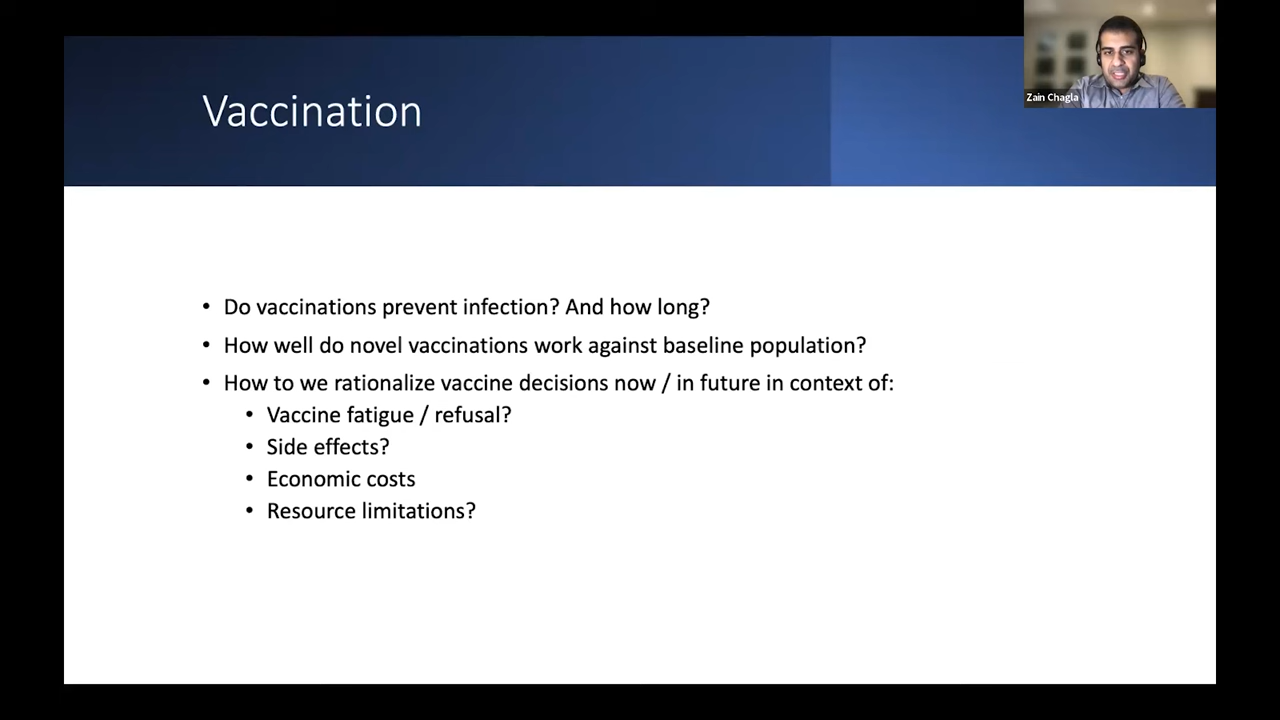 Zain Chagla
Vaccination
• Do vaccinations prevent infection? And how long?
• How well do novel vaccinations work against baseline population?
• How to we rationalize vaccine decisions now / in future in context of:
• Vaccine fatigue / refusal?
• Side effects?
• Economic costs
• Resource limitations?